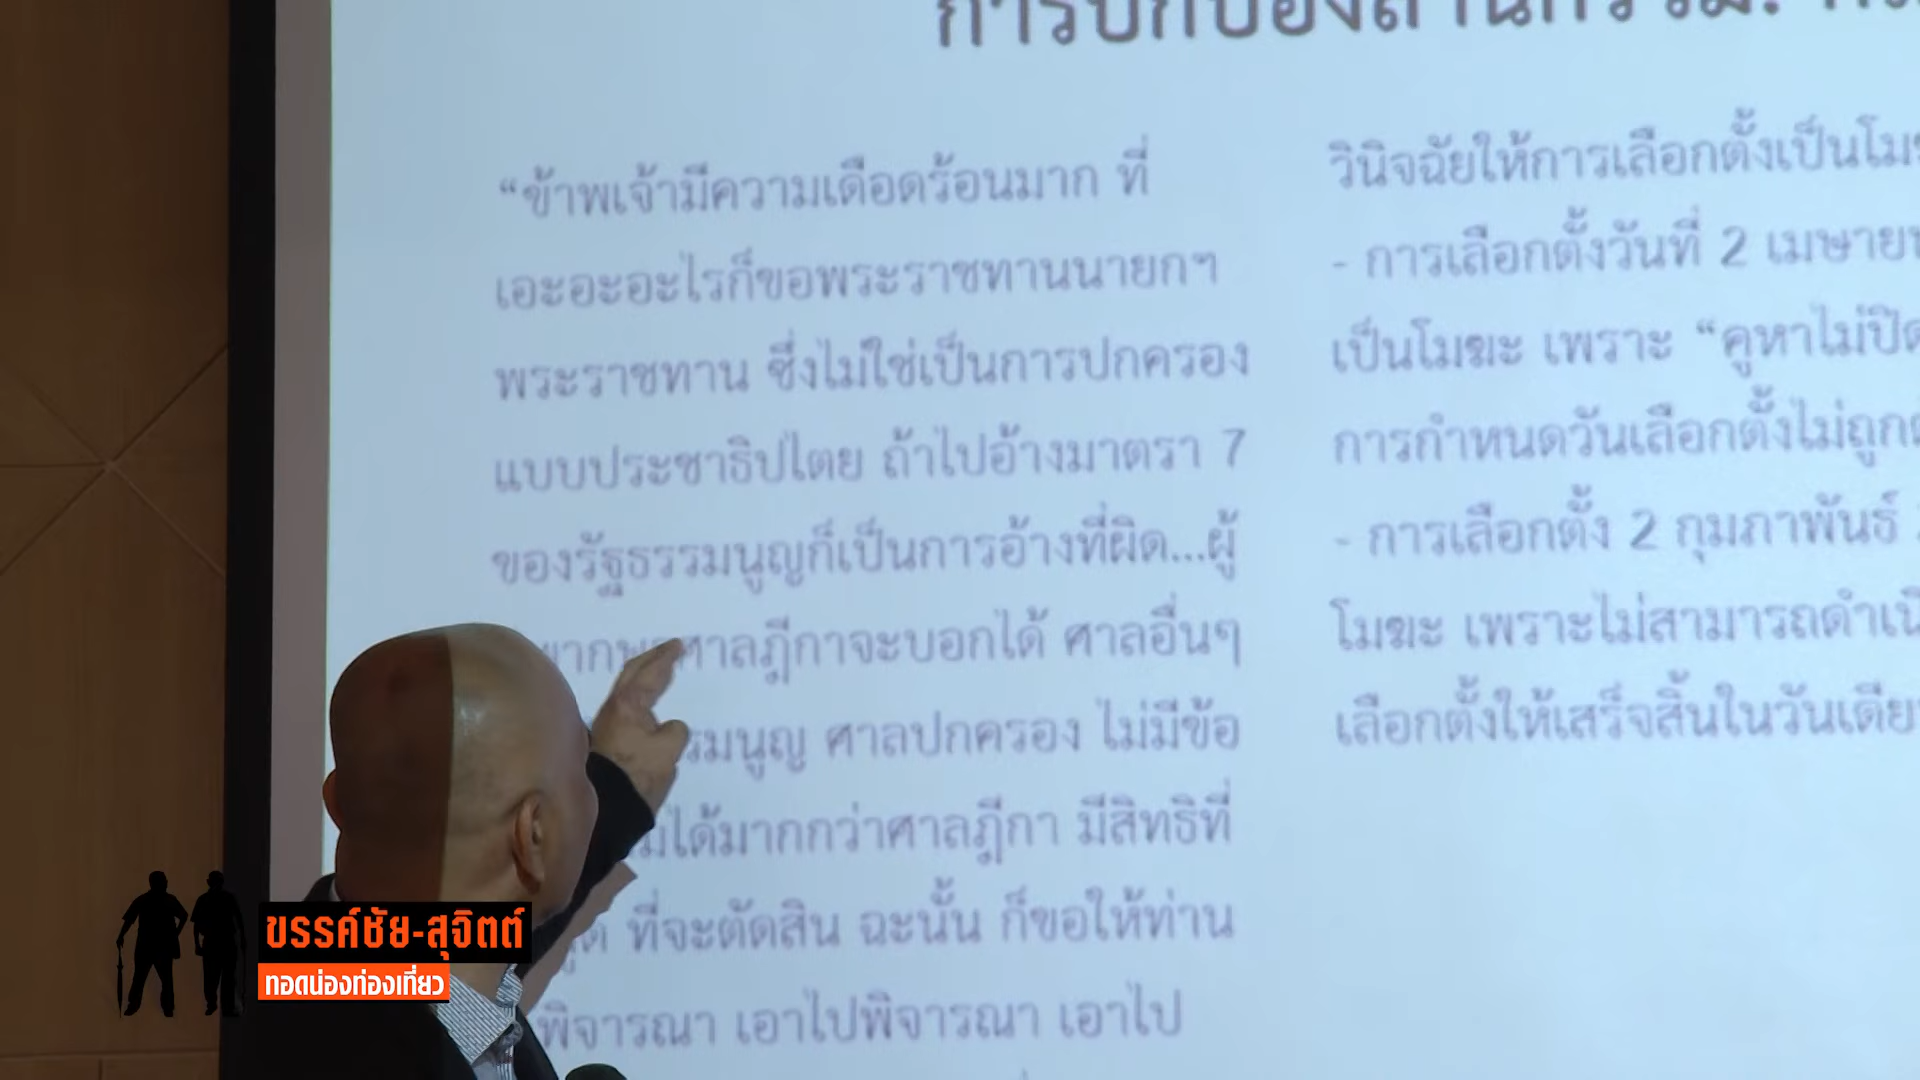 “ข้าพเจ้ามีความเดือดร้อนมาก ที่
เอะอะอะไรก็ขอพระราชทานนายกฯ
พระราชทาน ซึ่งไม่ใช่เป็นการปกครอง
แบบประชาธิปไตย ถ้าไปอ้างมาตรา 7
ของรัฐธรรมนูญก็เป็นการอ้างที่ผิด...ผู้
ศาลฎีกาจะบอกได้ ศาลอื่นๆ
รมนูญ ศาลปกครอง ไม่มีข้อ
ได้มากกว่าศาลฎีกา มีสิทธิที่
ที่จะตัดสิน ฉะนั้น ก็ขอให้ท่าน
พิจารณา เอาไปพิจารณา เอาไป
วินิจฉัยให้การเลือกตั้งเป็น
- การเลือกตั้งวันที่ 2 เมษาย
เป็นโมฆะ เพราะ “คูหาไม่ปิด
การกำหนดวันเลือกตั้งไม่ถูก
- การเลือกตั้ง 2 กุมภาพันธ์
โมฆะ เพราะไม่สามารถดำเนิ
เลือกตั้งให้เสร็จสิ้นในวันเดีย
ขรรค์ชัย-สุจิตต์
ทอดน่องท่องเที่ยว